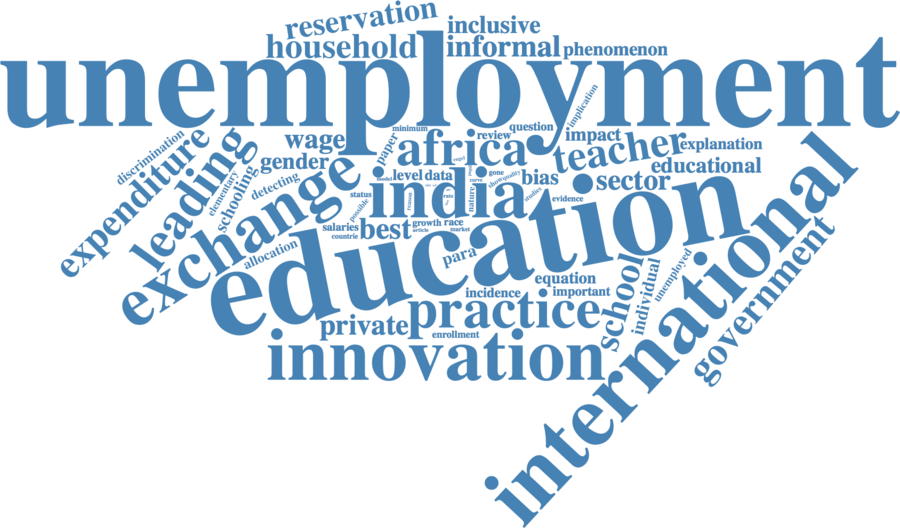 reservation
inclusive
household
informal
phenomenon
unemployment
implication
discrimination
expenditure
leading
elementary
schooling
detecting
wage
gender
exchange
allocation
minimum
paper
review
question
africa
impact
teacher
explanation
educational
sector
level
data
gone
bias
status
india
nature
curve
studies
evidence
possible
salaries
countrie
best
growth
race
article
market
para
education
equation
incidence
important
school
individual
unemployed
international
government
private
practice
enrollment
innovation